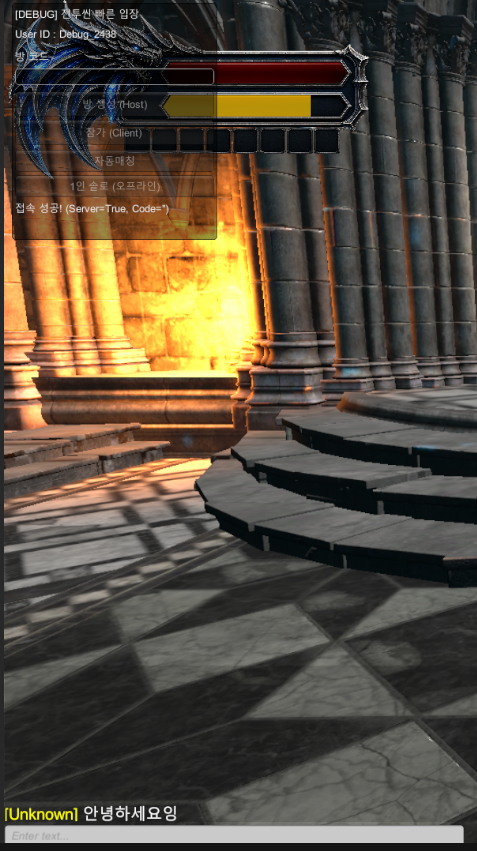 [DEBUG] 전투씬 빠른 입장
User ID : Debug_2438
방 코드
방 생성 (Host)
참가 (Client)
자동매칭
1인 솔로 (오프라인)
접속 성공! (Server=True, Code='')
[Unknown] 안녕하세요잉
Enter text...